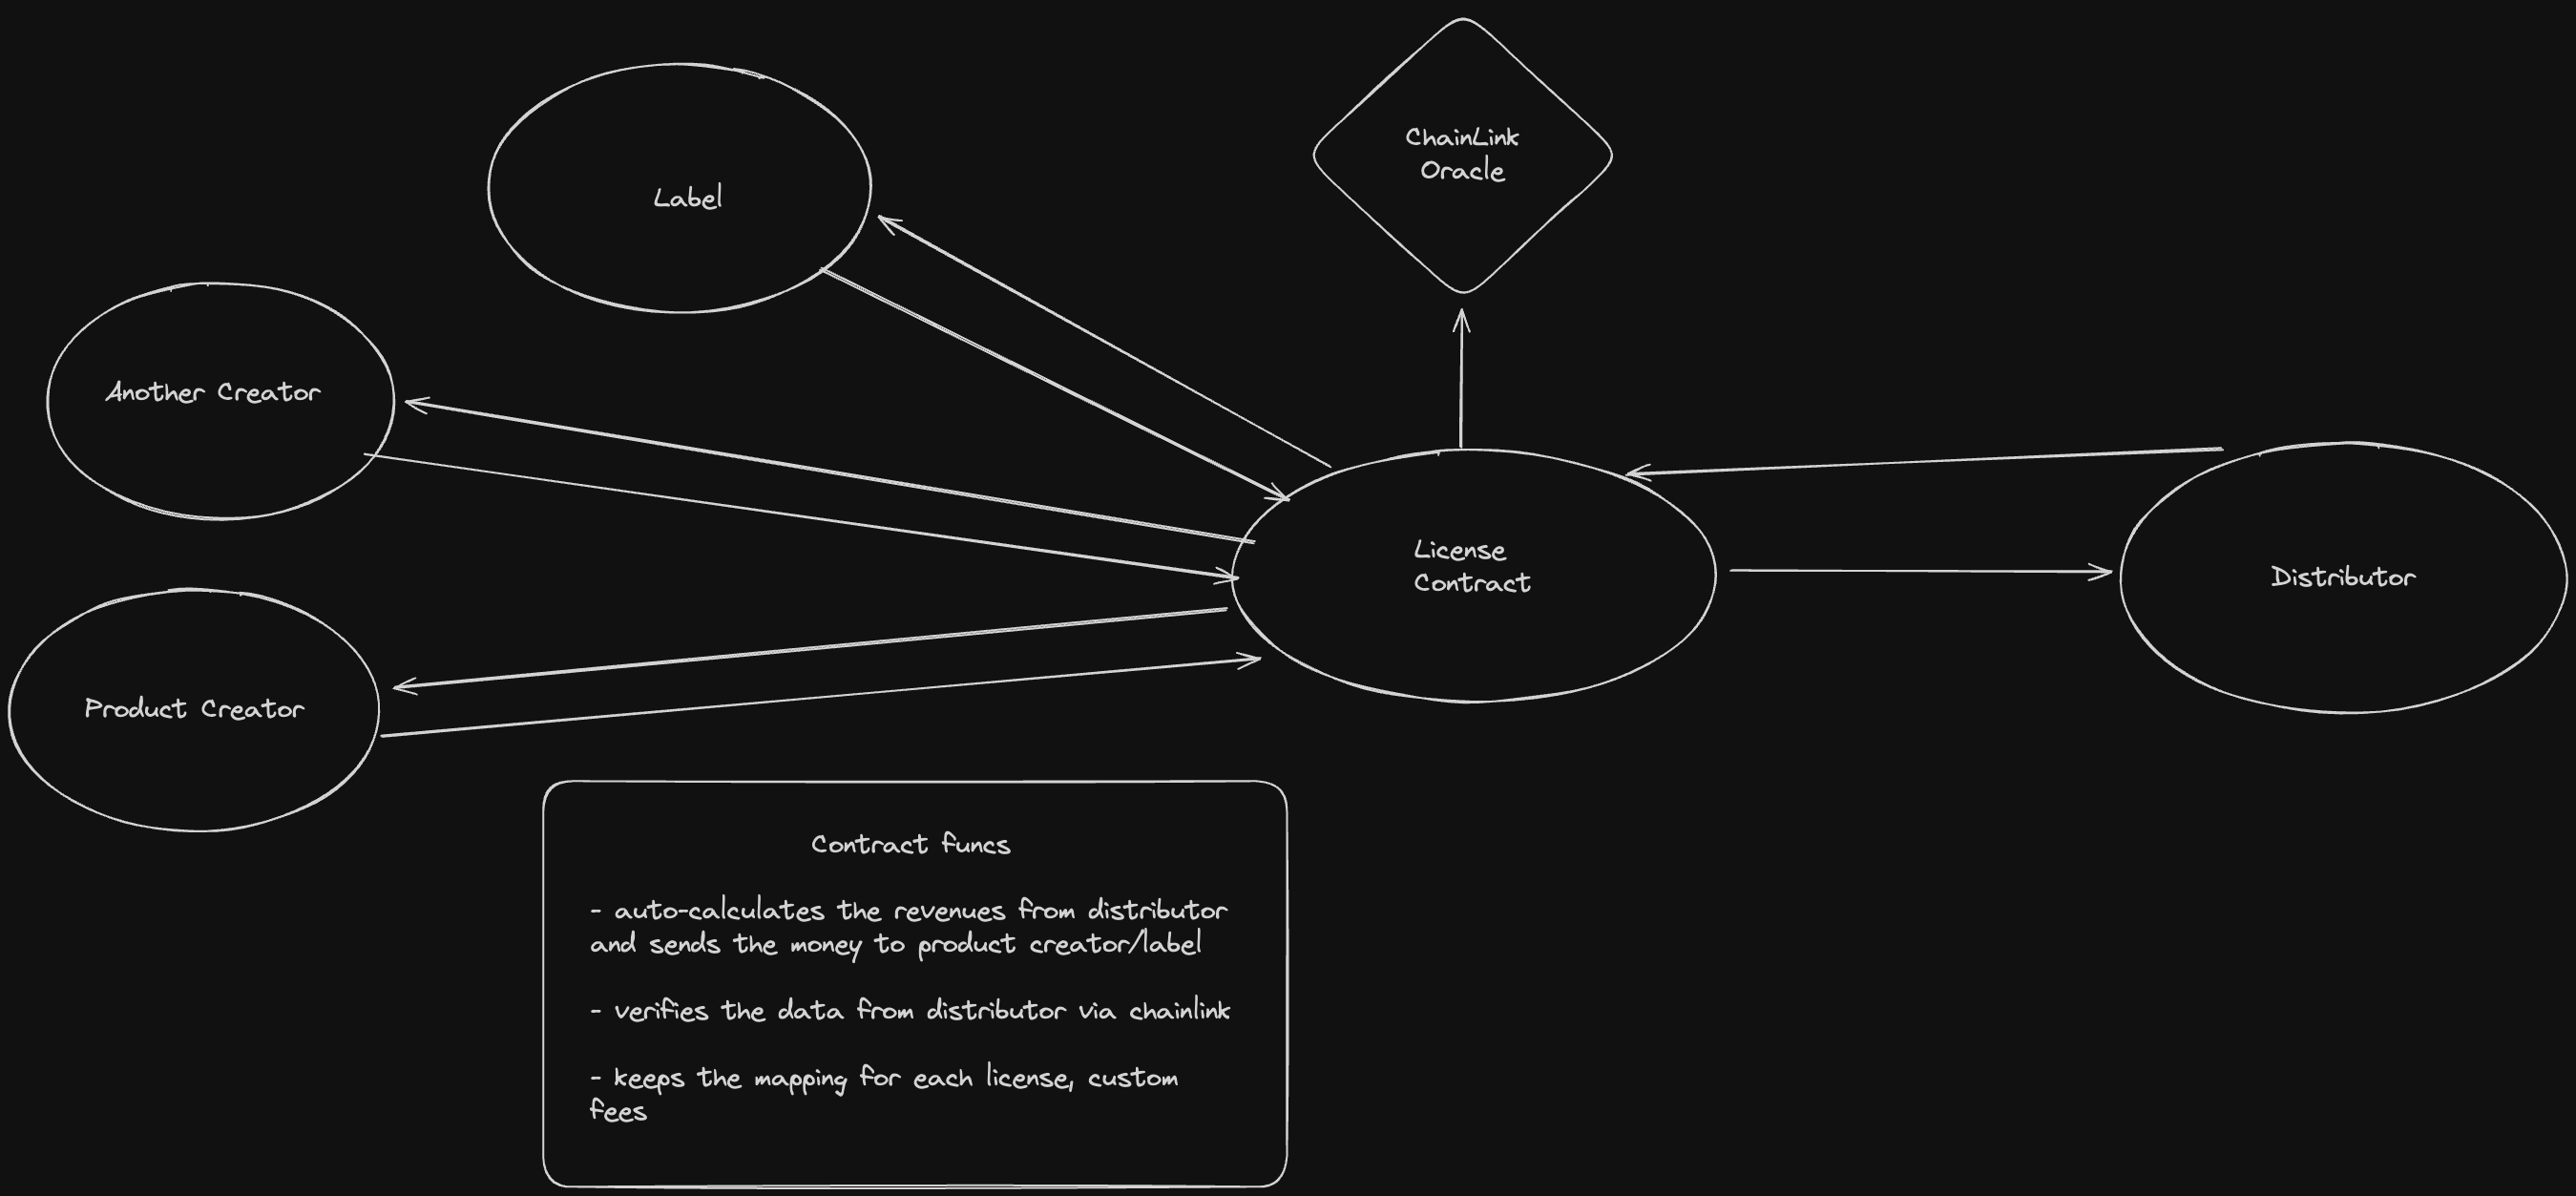 ChainLink
Oracle
Label
Another Creator
License
Contract
Distributor
Product Creator
Contract funcs
- auto-calculates the revenues from distributor
and sends the money to product creator/label
- verifies the data from distributor via chainlink
- keeps the mapping for each license, custom
fees